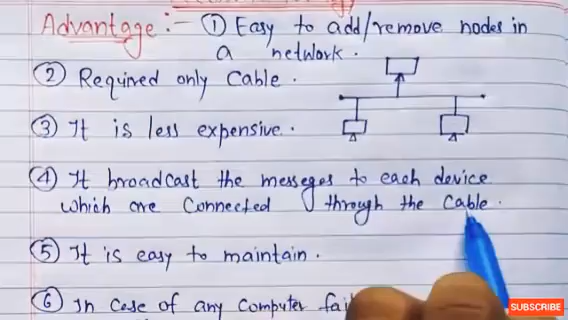 Advantage :- ① Easy to add/remove nodes in
a network.
② Required only Cable.
③ It is less expensive.
④ It broadcast the messeges to each device
which are Connected through the Cable.
⑤ It is easy to maintain.
⑥ In Case of any Computer
SUBSCRIBE